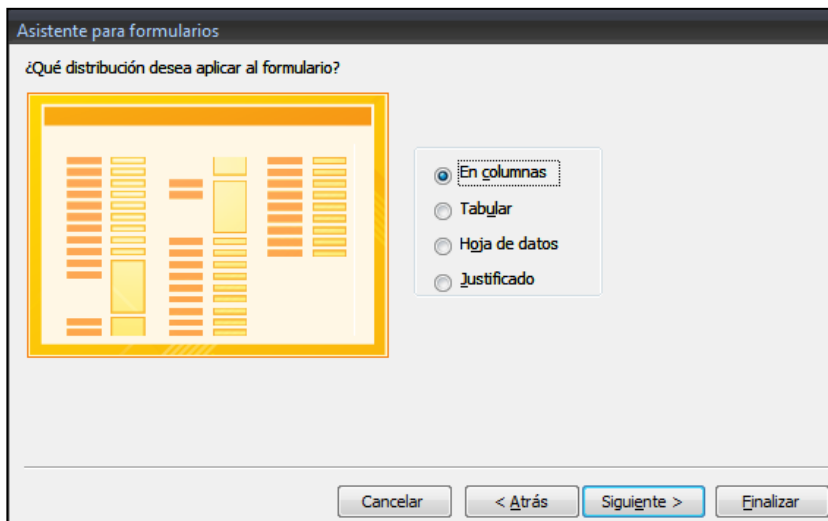 Asistente para formularios
¿Qué distribución desea aplicar al formulario?
En columnas
Tabular
Hoja de datos
Justificado
Cancelar
< Atrás
Siguiente >
Finalizar